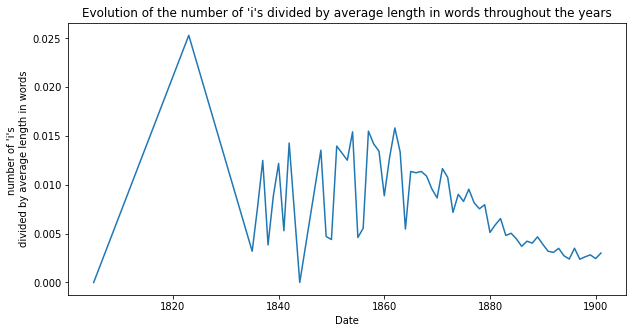 Evolution of the number of 'i's divided by average length in words throughout the years
number of 'i's
divided by average length in words
0.025
0.020
0.015
0.010
0.005
0.000
1820 1840 1860 1880 1900
Date